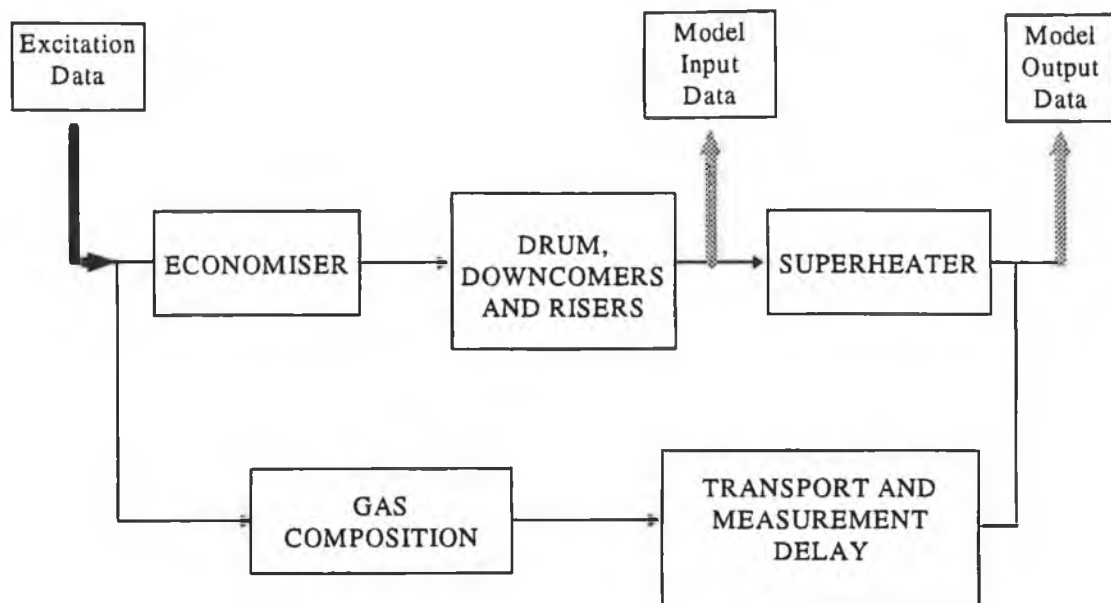 Excitation
Data
Model
Input
Data
Model
Output
Data
ECONOMISER
DRUM,
DOWNCOMERS
AND RISERS
SUPERHEATER
GAS
COMPOSITION
TRANSPORT AND
MEASUREMENT
DELAY